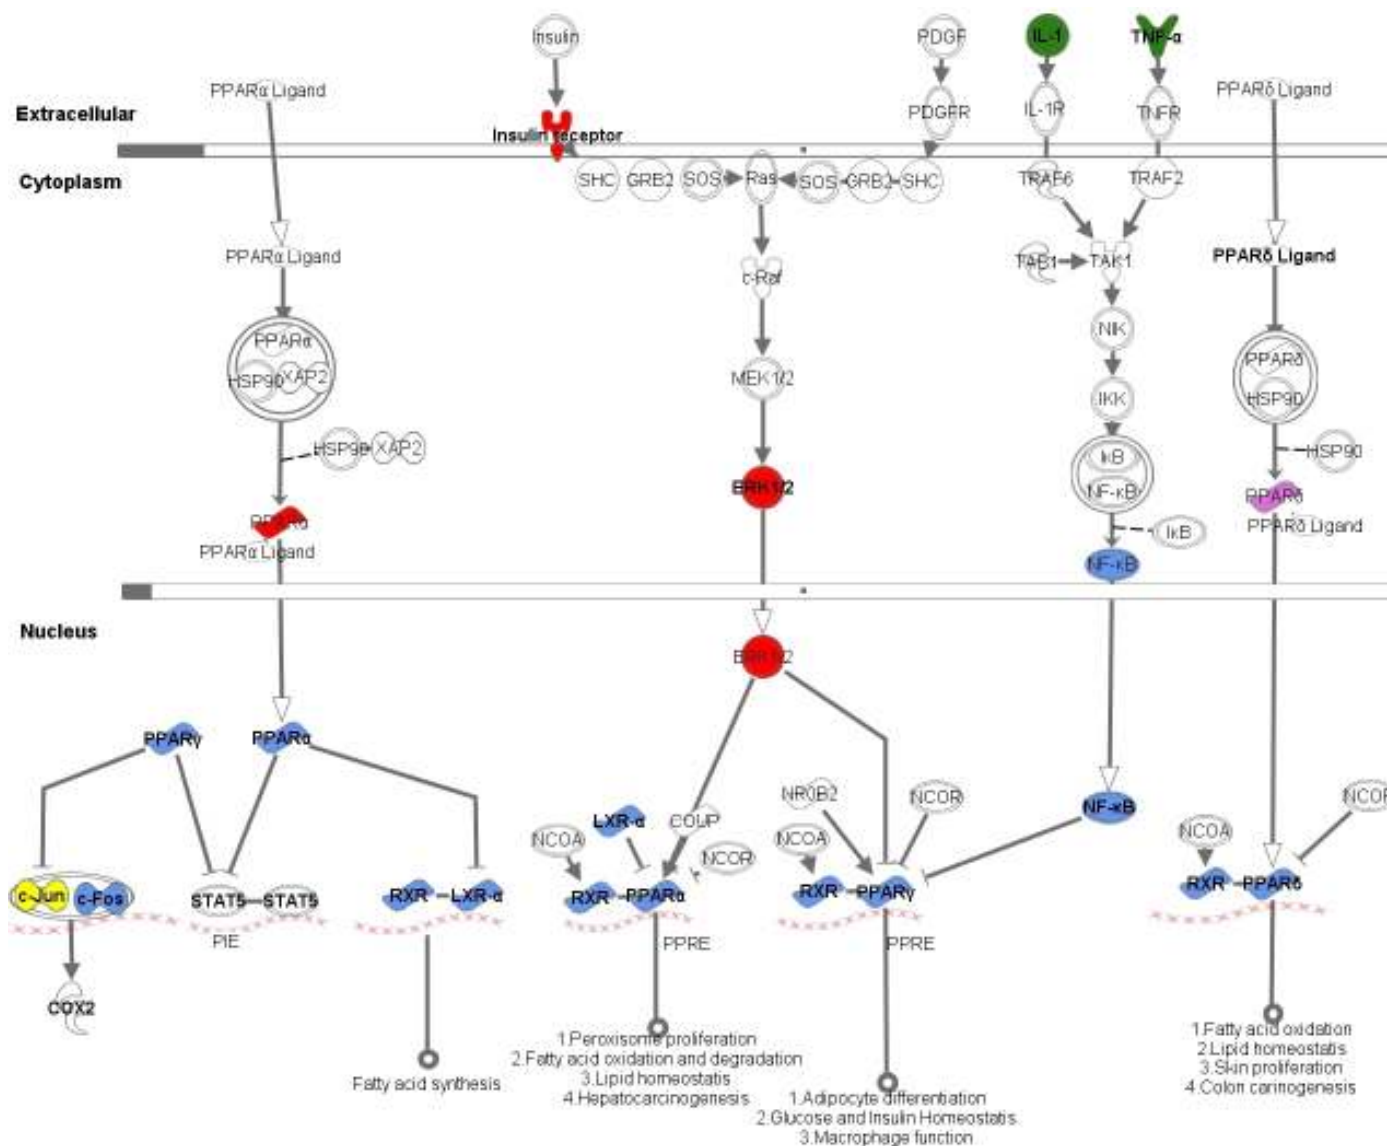 Insulin
PDGF
IL-1
TNF-α
PPARα Ligand
PPARδ Ligand
Extracellular
PDGFR
IL-1R
TNFR
Insulin receptor
Cytoplasm
SHC
GRB2
SOS
Ras
SOS
GRB2
SHC
TRAF6
TRAF2
PPARα Ligand
TAB1
TAK1
PPARδ Ligand
c-Raf
NIK
PPARα
HSP90
XAP2
MEK1/2
IKK
PPARδ
HSP90
HSP90
XAP2
IκB
NF-κB
HSP90
ERK1/2
PPARδ
PPARα Ligand
IκB
PPARδ Ligand
NF-κB
Nucleus
ERK1/2
PPARγ
PPARα
NR0B2
NCOR
NF-κB
NCOR
LXR-α
COUP
NCOA
NCOR
NCOA
NCOA
c-Jun
c-Fos
STAT5
STAT5
RXR
LXR-α
RXR
PPARα
RXR
PPARγ
RXR
PPARδ
PIE
PPRE
PPRE
COX2
Fatty acid synthesis
1.Peroxisome proliferation
2.Fatty acid oxidation and degradation
3.Lipid homeostatis
4.Hepatocarcinogenesis
1.Adipocyte differentiation
2.Glucose and Insulin Homeostatis
3.Macrophage function
1.Fatty acid oxidation
2.Lipid homeostatis
3.Skin proliferation
4.Colon carinogenesis